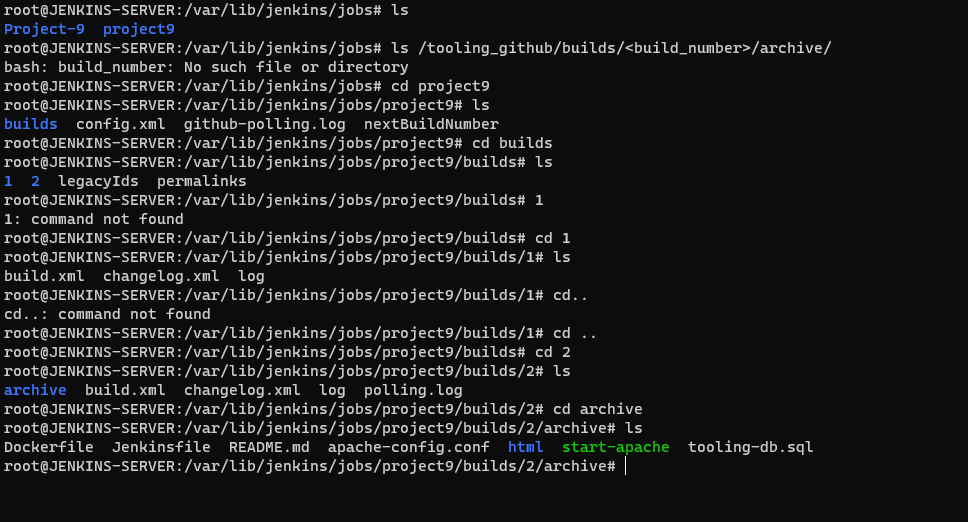 root@JENKINS-SERVER:/var/lib/jenkins/jobs# ls
Project-9  project9
root@JENKINS-SERVER:/var/lib/jenkins/jobs# ls /tooling_github/builds/<build_number>/archive/
bash: build_number: No such file or directory
root@JENKINS-SERVER:/var/lib/jenkins/jobs# cd project9
root@JENKINS-SERVER:/var/lib/jenkins/jobs/project9# ls
builds  config.xml  github-polling.log  nextBuildNumber
root@JENKINS-SERVER:/var/lib/jenkins/jobs/project9# cd builds
root@JENKINS-SERVER:/var/lib/jenkins/jobs/project9/builds# ls
1  2  legacyIds  permalinks
root@JENKINS-SERVER:/var/lib/jenkins/jobs/project9/builds# 1
1: command not found
root@JENKINS-SERVER:/var/lib/jenkins/jobs/project9/builds# cd 1
root@JENKINS-SERVER:/var/lib/jenkins/jobs/project9/builds/1# ls
build.xml  changelog.xml  log
root@JENKINS-SERVER:/var/lib/jenkins/jobs/project9/builds/1# cd..
cd..: command not found
root@JENKINS-SERVER:/var/lib/jenkins/jobs/project9/builds/1# cd ..
root@JENKINS-SERVER:/var/lib/jenkins/jobs/project9/builds# cd 2
root@JENKINS-SERVER:/var/lib/jenkins/jobs/project9/builds/2# ls
archive  build.xml  changelog.xml  log  polling.log
root@JENKINS-SERVER:/var/lib/jenkins/jobs/project9/builds/2# cd archive
root@JENKINS-SERVER:/var/lib/jenkins/jobs/project9/builds/2/archive# ls
Dockerfile  Jenkinsfile  README.md  apache-config.conf  html  start-apache  tooling-db.sql
root@JENKINS-SERVER:/var/lib/jenkins/jobs/project9/builds/2/archive#